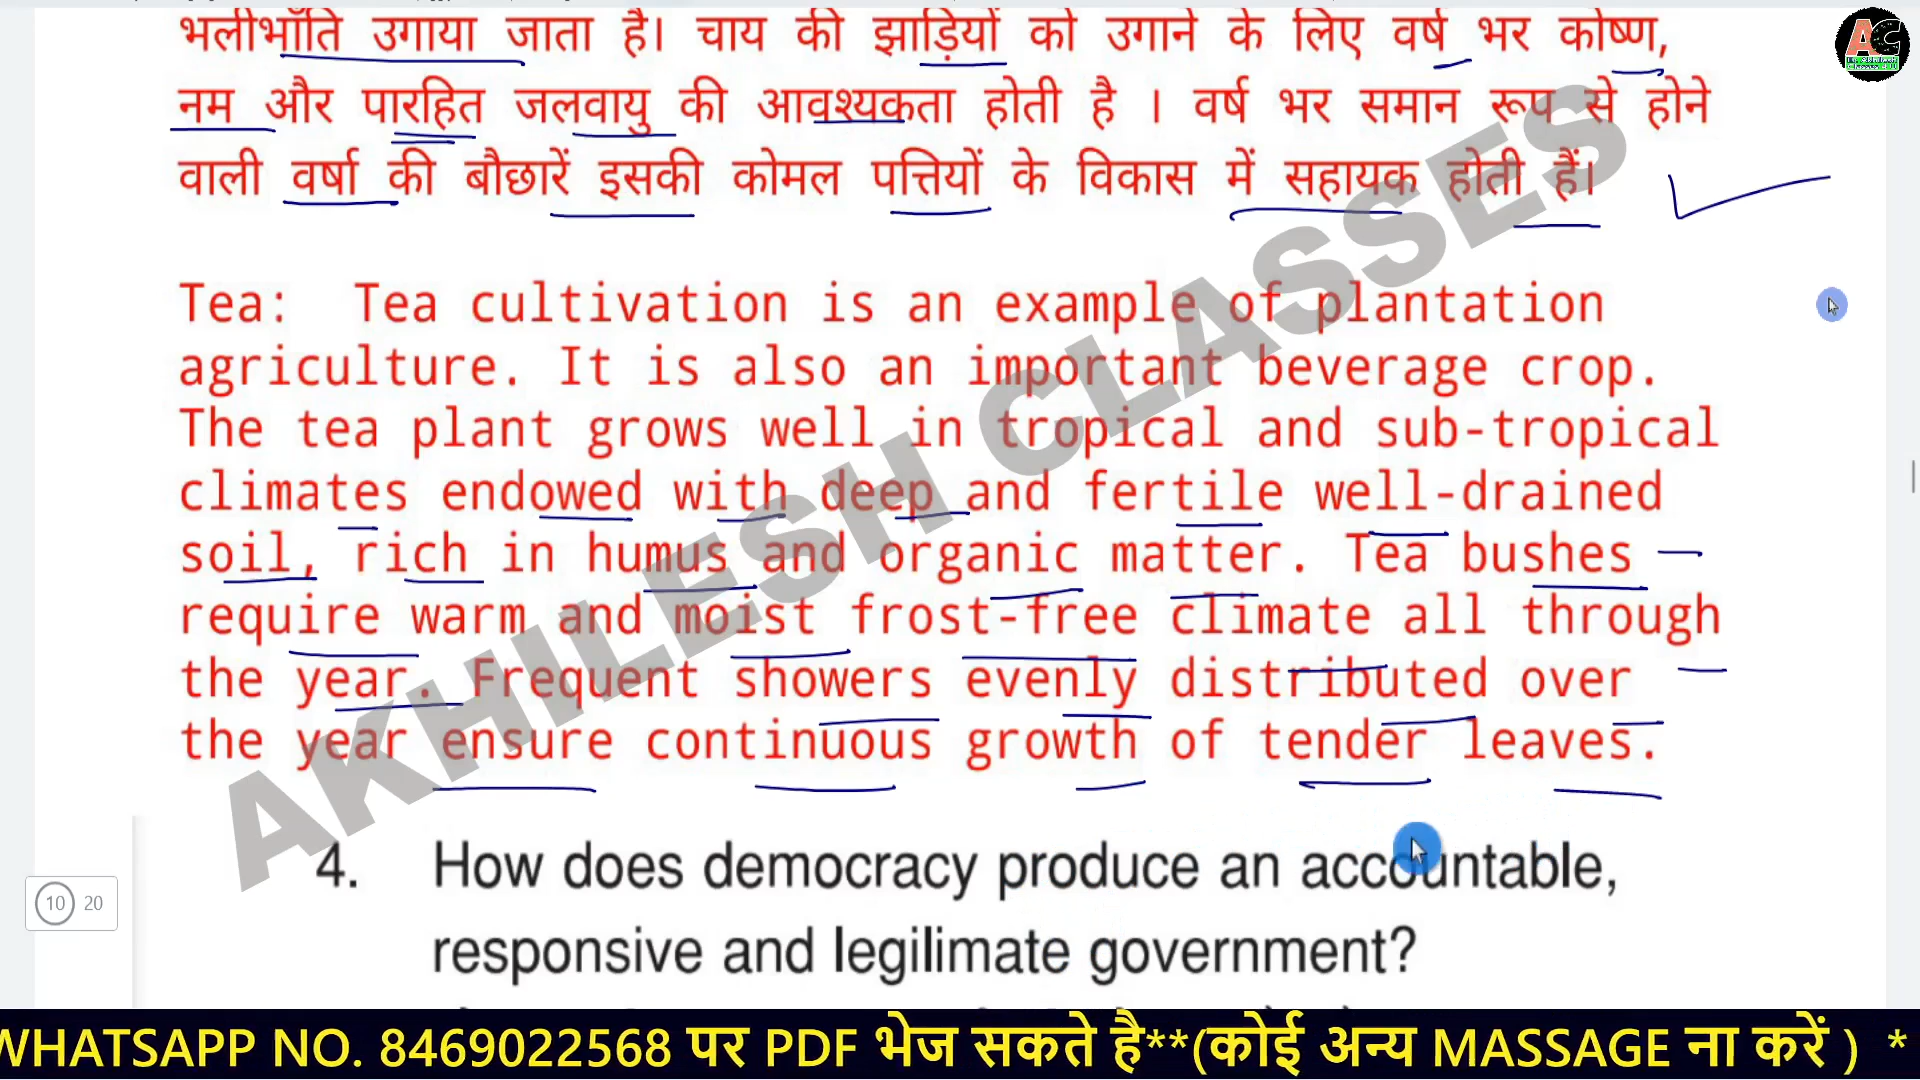 भलीभाँति उगाया जाता है। चाय की झाड़ियों को उगाने के लिए वर्ष भर कोष्ण,
नम और पारहित जलवायु की आवश्यकता होती है । वर्ष भर समान रूप से होने
वाली वर्षा की बौछारें इसकी कोमल पत्तियों के विकास में सहायक होती हैं।
Tea: Tea cultivation is an example of plantation
agriculture. It is also an important beverage crop.
The tea plant grows well in tropical and sub-tropical
climates endowed with deep and fertile well-drained
soil, rich in humus and organic matter. Tea bushes
require warm and moist frost-free climate all through
the year. Frequent showers evenly distributed over
the year ensure continuous growth of tender leaves.
AKHILESH CLASSES
4. How does democracy produce an accountable,
responsive and legilimate government?
10 20
WHATSAPP NO. 8469022568 पर PDF भेज सकते है**(कोई अन्य MASSAGE ना करें ) *
AC